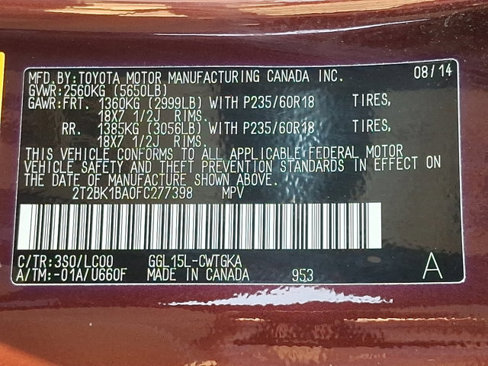 MFD.BY:TOYOTA MOTOR MANUFACTURING CANADA INC. 08/14
GVWR:2560KG (5650LB)
GAWR:FRT. 1360KG (2999LB) WITH P235/60R18 TIRES,
18X7 1/2J RIMS.
RR. 1385KG (3056LB) WITH P235/60R18 TIRES,
18X7 1/2J RIMS.
THIS VEHICLE CONFORMS TO ALL APPLICABLE FEDERAL MOTOR
VEHICLE SAFETY AND THEFT PREVENTION STANDARDS IN EFFECT ON
THE DATE OF MANUFACTURE SHOWN ABOVE.
2T2BK1BA0FC277398 MPV
C/TR:3S0/LC00 GGL15L-CWTGKA
A/TM:-01A/U660F MADE IN CANADA 953 A